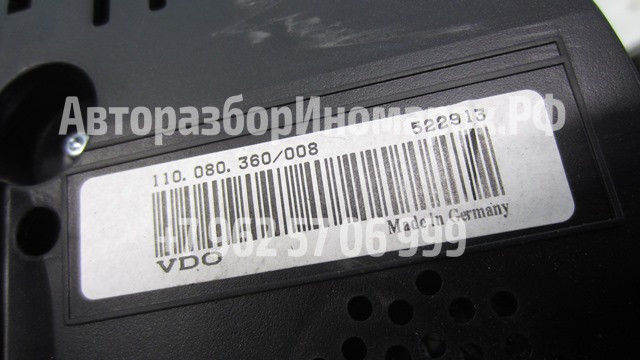 АвторазборИномарок.РФ
110.080.360/008 522913
+7 962 57 06 999
VDO Made in Germany